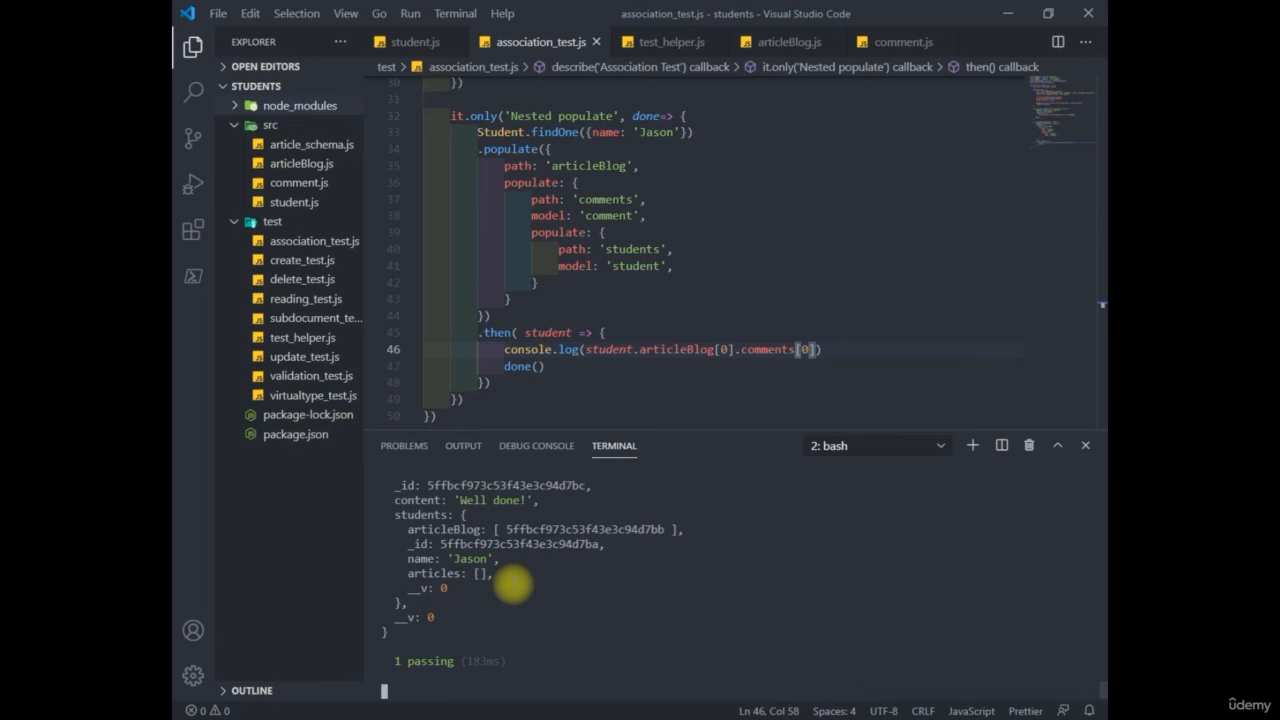 File Edit Selection View Go Run Terminal Help association_test.js - students - Visual Studio Code
EXPLORER
student.js association_test.js test_helper.js articleBlog.js comment.js
OPEN EDITORS
test > association_test.js > describe('Association Test') callback > it.only('Nested populate') callback > then() callback
STUDENTS
node_modules
src
article_schema.js
articleBlog.js
comment.js
student.js
test
association_test.js
create_test.js
delete_test.js
reading_test.js
subdocument_te...
test_helper.js
update_test.js
validation_test.js
virtualtype_test.js
package-lock.json
package.json
OUTLINE
30 })
31
32 it.only('Nested populate', done=> {
33 Student.findOne({name: 'Jason'})
34 .populate({
35 path: 'articleBlog',
36 populate: {
37 path: 'comments',
38 model: 'comment',
39 populate: {
40 path: 'students',
41 model: 'student',
42 }
43 }
44 })
45 .then( student => {
46 console.log(student.articleBlog[0].comments[0])
47 done()
48 })
49 })
50 })
PROBLEMS OUTPUT DEBUG CONSOLE TERMINAL 2: bash
_id: 5ffbcf973c53f43e3c94d7bc,
content: 'Well done!',
students: {
articleBlog: [ 5ffbcf973c53f43e3c94d7bb ],
_id: 5ffbcf973c53f43e3c94d7ba,
name: 'Jason',
articles: [],
__v: 0
},
__v: 0
}
1 passing (183ms)
0 0 Ln 46, Col 58 Spaces: 4 UTF-8 CRLF JavaScript Prettier
ûdemy